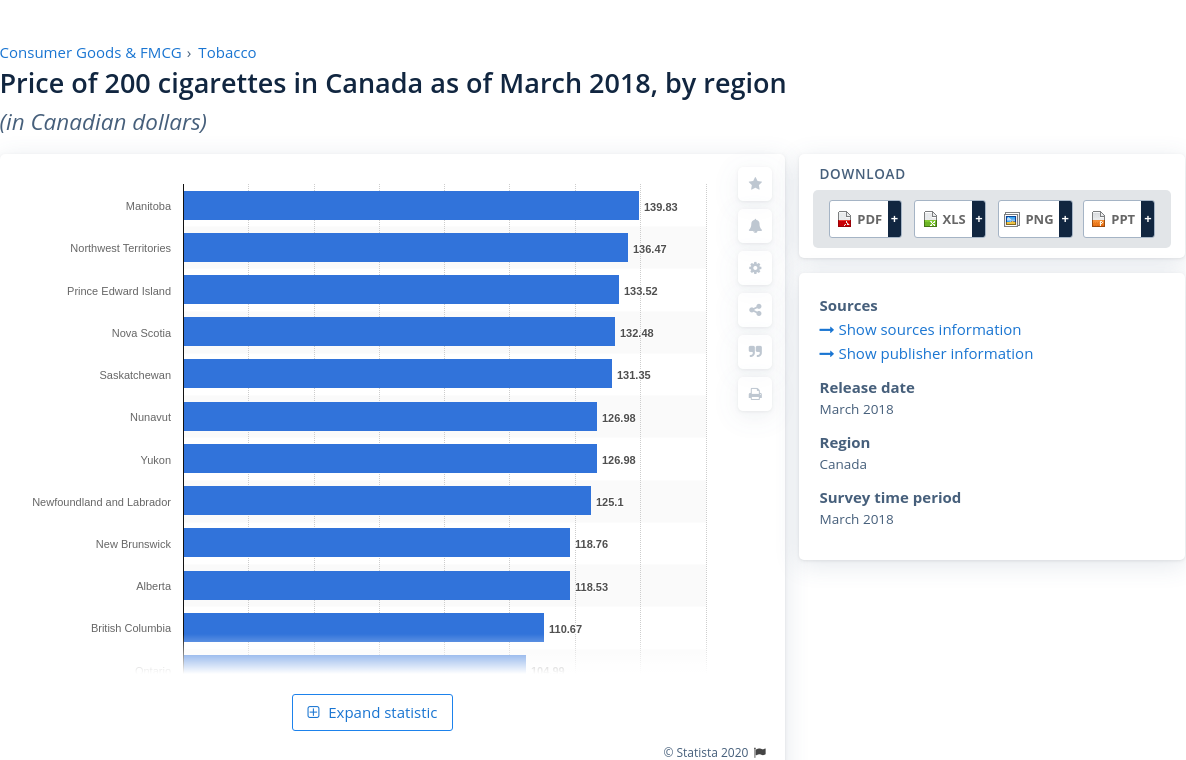 Consumer Goods & FMCG › Tobacco
Price of 200 cigarettes in Canada as of March 2018, by region
(in Canadian dollars)
Manitoba 139.83
Northwest Territories 136.47
Prince Edward Island 133.52
Nova Scotia 132.48
Saskatchewan 131.35
Nunavut 126.98
Yukon 126.98
Newfoundland and Labrador 125.1
New Brunswick 118.76
Alberta 118.53
British Columbia 110.67
Ontario 104.99
Expand statistic
© Statista 2020
DOWNLOAD
PDF + XLS + PNG + PPT +
Sources
Show sources information
Show publisher information
Release date
March 2018
Region
Canada
Survey time period
March 2018